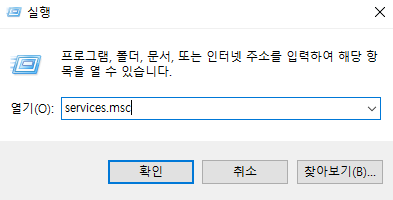 실행
프로그램, 폴더, 문서, 또는 인터넷 주소를 입력하여 해당 항
목을 열 수 있습니다.
열기(O): services.msc
확인 취소 찾아보기(B)...